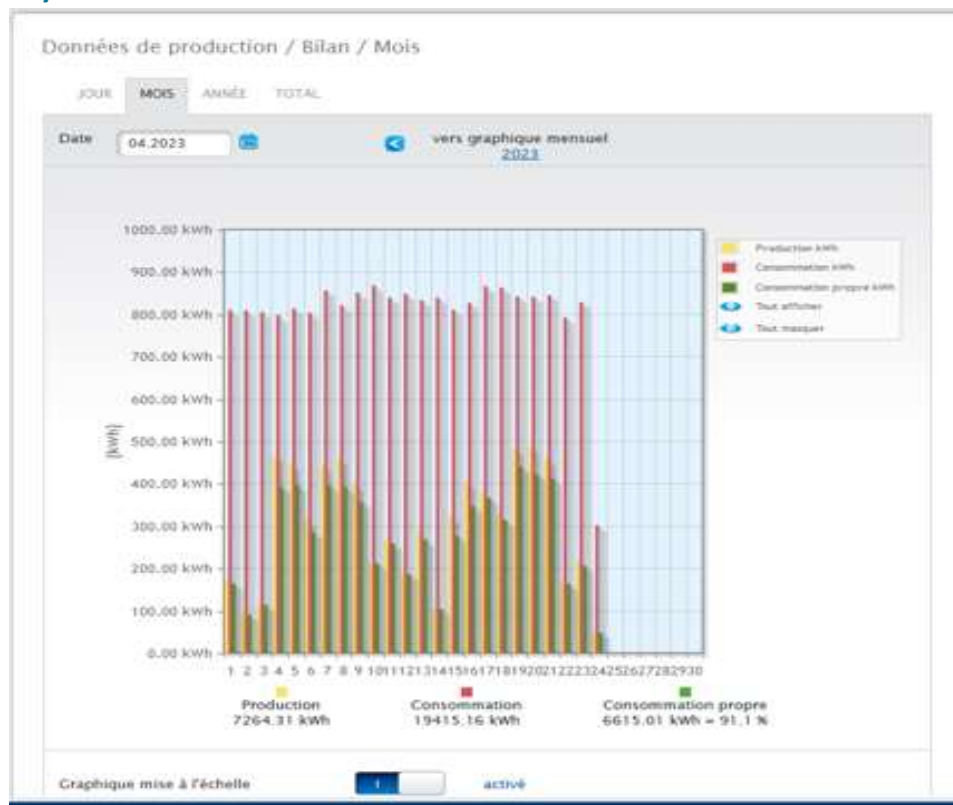 Données de production / Bilan / Mois
JOUR MOIS ANNÉE TOTAL
Date 04.2023 vers graphique mensuel
2023
1000.00 kWh
900.00 kWh
800.00 kWh
700.00 kWh
600.00 kWh
500.00 kWh
400.00 kWh
300.00 kWh
200.00 kWh
100.00 kWh
0.00 kWh
[kWh]
Production kWh
Consommation kWh
Consommation propre kWh
Tout afficher
Tout masquer
1 2 3 4 5 6 7 8 9 10 11 12 13 14 15 16 17 18 19 20 21 22 23 24 25 26 27 28 29 30
Production Consommation Consommation propre
7264.31 kWh 19415.16 kWh 6615.01 kWh = 91.1 %
Graphique mise à l'échelle I activé